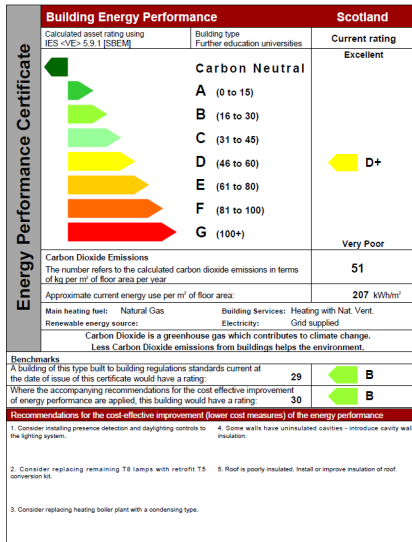 Energy Performance Certificate
Building Energy Performance
Scotland
Calculated asset rating using
IES <VE> 5.9.1 [SBEM]
Building type
Further education universities
Current rating
Excellent
Carbon Neutral
A (0 to 15)
B (16 to 30)
C (31 to 45)
D (46 to 60)
E (61 to 80)
F (81 to 100)
G (100+)
D+
Very Poor
Carbon Dioxide Emissions
The number refers to the calculated carbon dioxide emissions in terms
of kg per m² of floor area per year
51
Approximate current energy use per m² of floor area:
207 kWh/m²
Main heating fuel: Natural Gas
Building Services: Heating with Nat. Vent.
Renewable energy source:
Electricity: Grid supplied
Carbon Dioxide is a greenhouse gas which contributes to climate change.
Less Carbon Dioxide emissions from buildings helps the environment.
Benchmarks
A building of this type built to building regulations standards current at
the date of issue of this certificate would have a rating: 29
B
Where the accompanying recommendations for the cost effective improvement
of energy performance are applied, this building would have a rating: 30
B
Recommendations for the cost-effective improvement (lower cost measures) of the energy performance
1. Consider installing presence detection and daylighting controls to
the lighting system.
2. Consider replacing remaining T8 lamps with retrofit T5
conversion kit.
3. Consider replacing heating boiler plant with a condensing type.
4. Some walls have uninsulated cavities - introduce cavity wall
insulation.
5. Roof is poorly insulated. Install or improve insulation of roof.